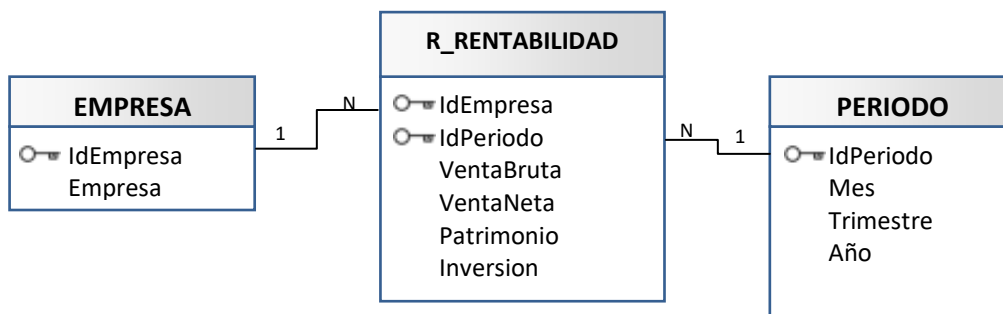 EMPRESA
IdEmpresa
Empresa
1
N
R_RENTABILIDAD
IdEmpresa
IdPeriodo
VentaBruta
VentaNeta
Patrimonio
Inversion
N
1
PERIODO
IdPeriodo
Mes
Trimestre
Año